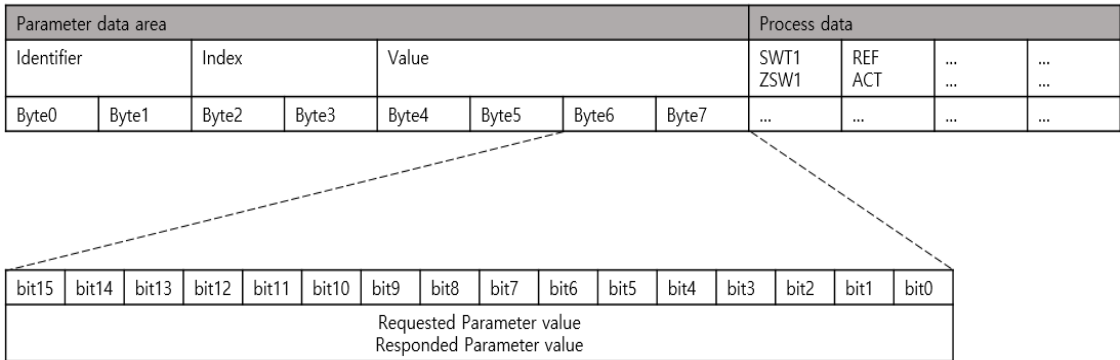 Parameter data area Process data
Identifier Index Value SWT1 REF ... ...
ZSW1 ACT ... ...
Byte0 Byte1 Byte2 Byte3 Byte4 Byte5 Byte6 Byte7 ... ... ... ...
bit15 bit14 bit13 bit12 bit11 bit10 bit9 bit8 bit7 bit6 bit5 bit4 bit3 bit2 bit1 bit0
Requested Parameter value
Responded Parameter value